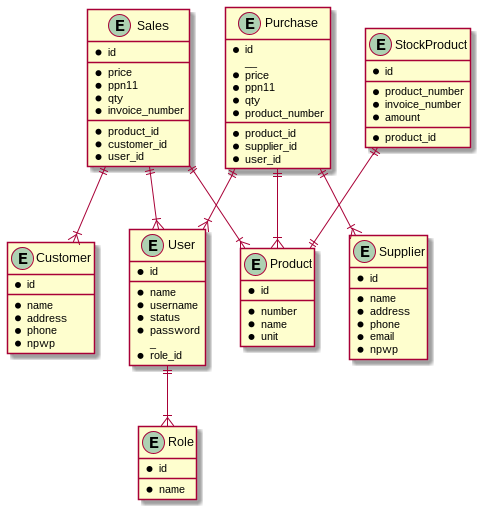 E Sales
id
price
ppn11
qty
invoice_number
product_id
customer_id
user_id
E Purchase
id
__
price
ppn11
qty
product_number
product_id
supplier_id
user_id
E StockProduct
id
product_number
invoice_number
amount
product_id
E Customer
id
name
address
phone
npwp
E User
id
name
username
status
password
_
role_id
E Product
id
number
name
unit
E Supplier
id
name
address
phone
email
npwp
E Role
id
name